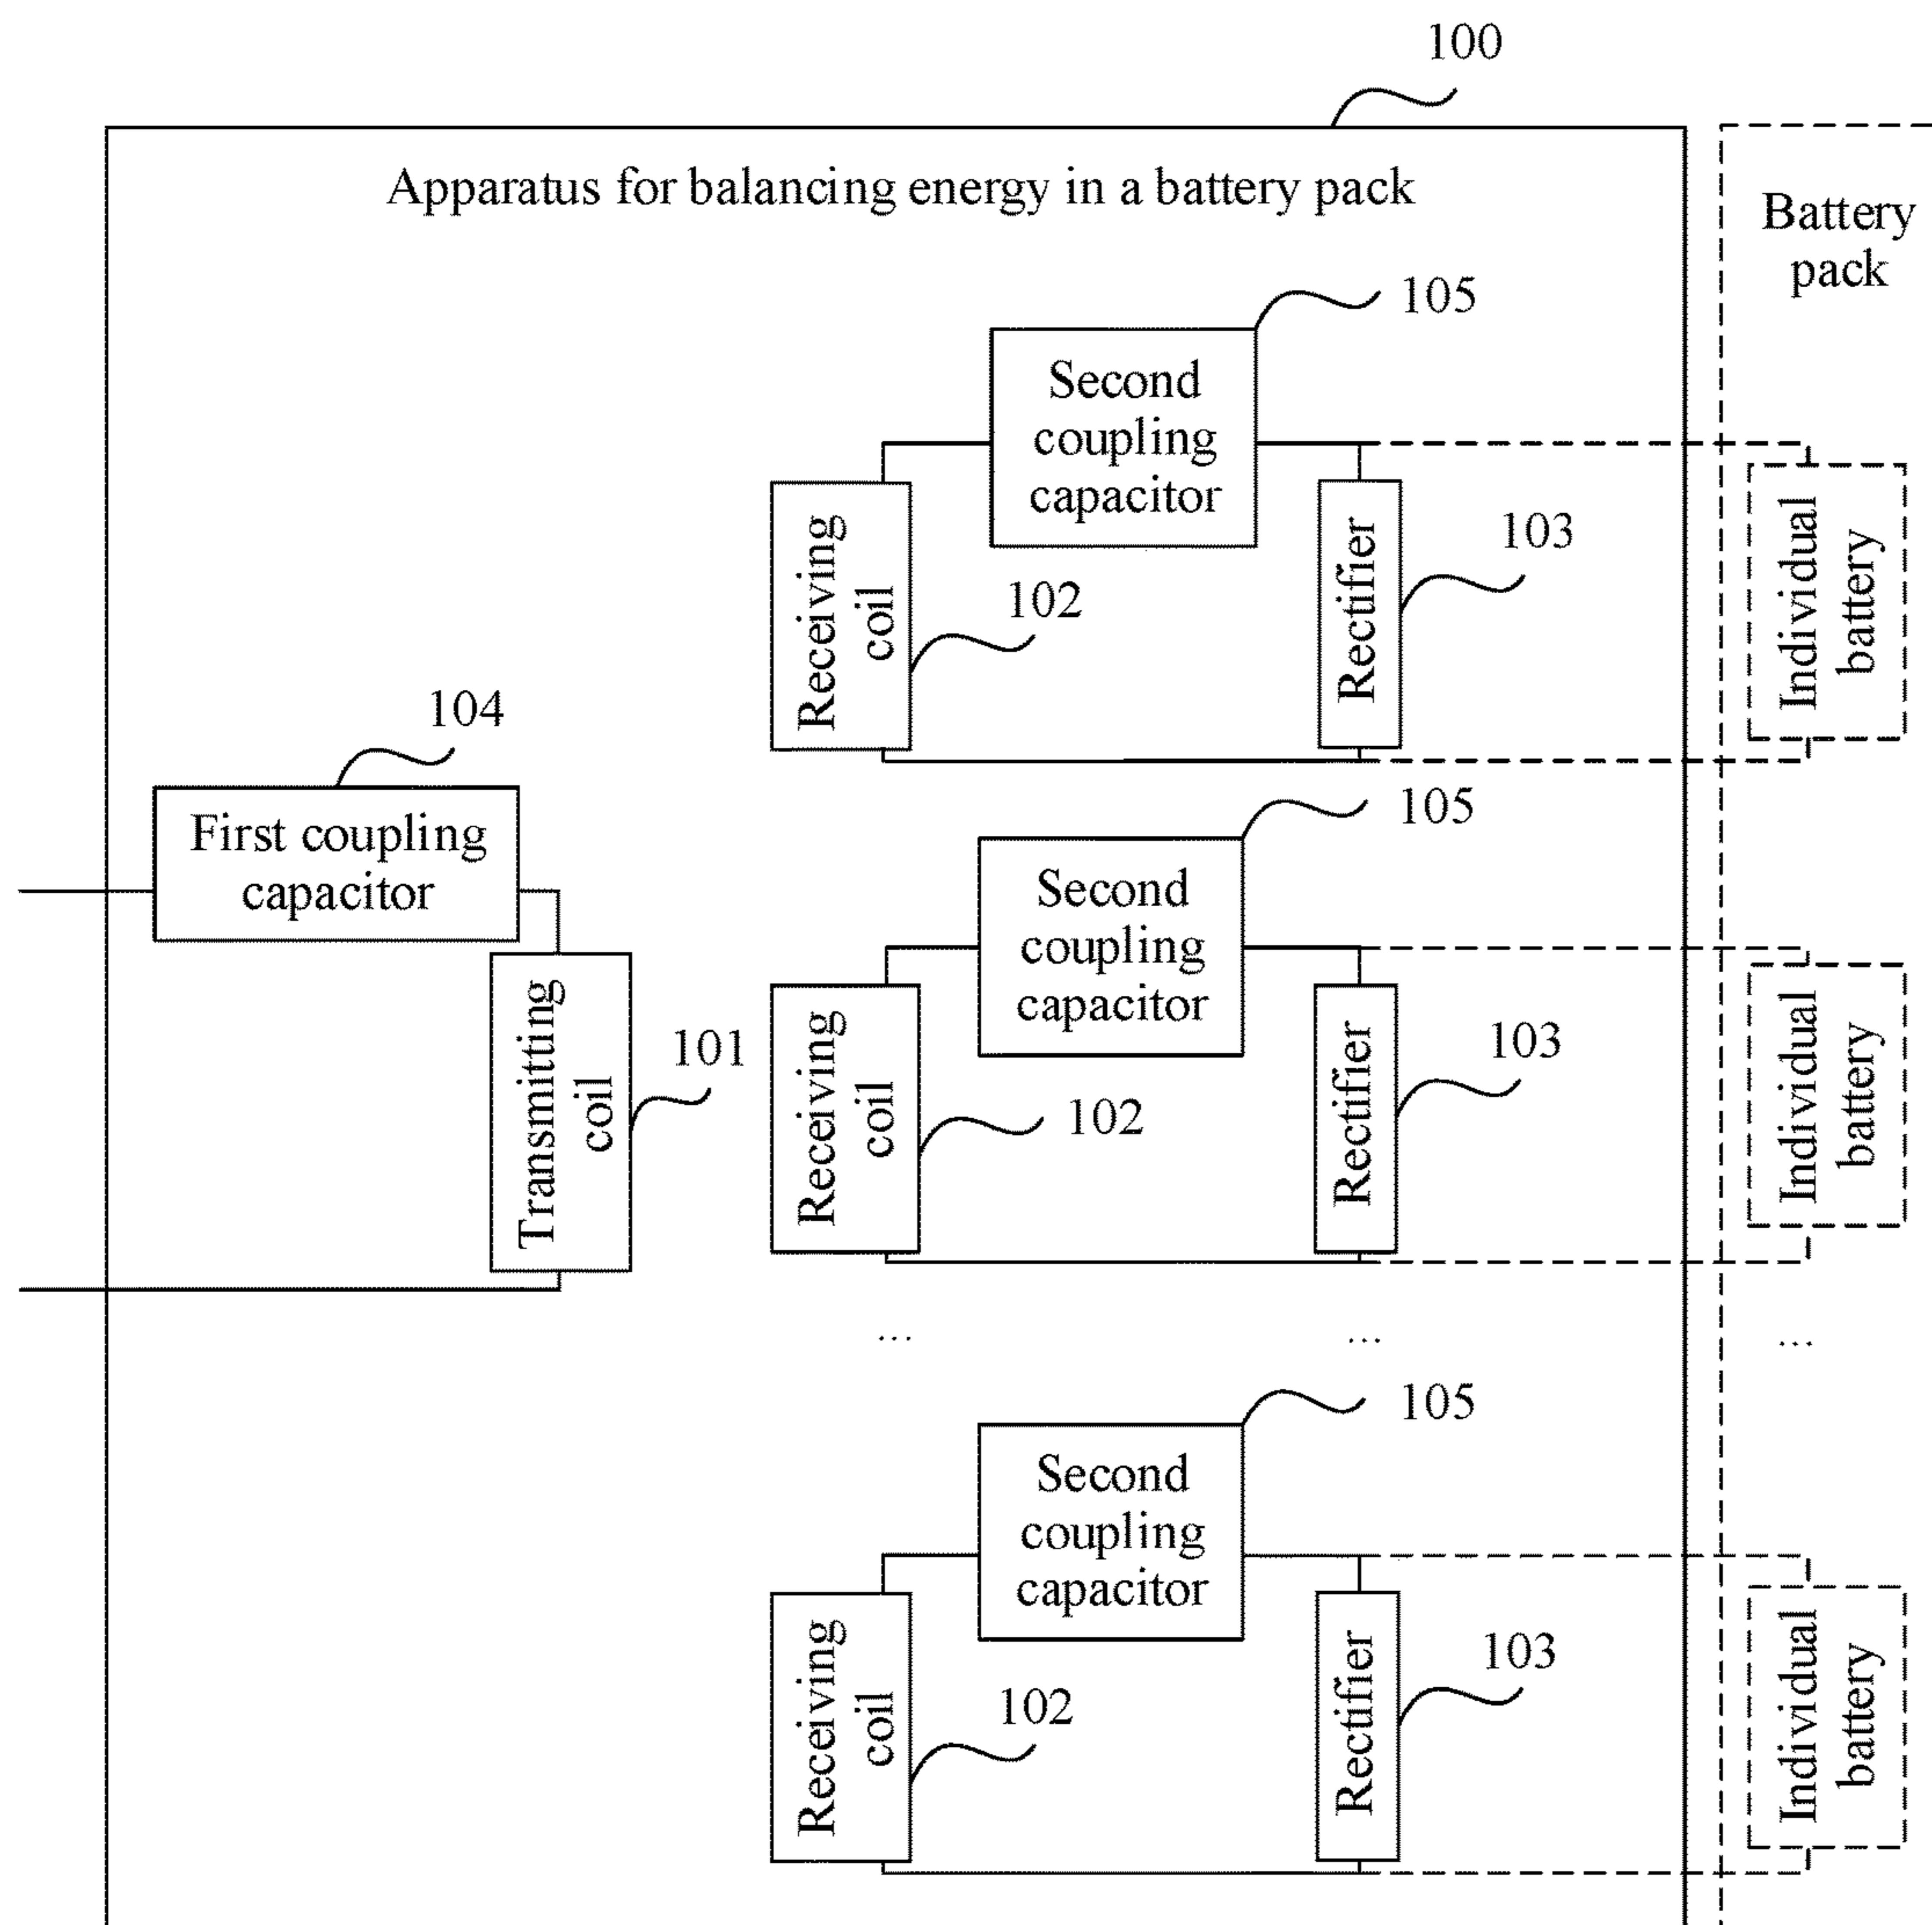 100
Apparatus for balancing energy in a battery pack
Battery
pack
105
Second
coupling
capacitor
Receiving
coil
102
Rectifier
103
Individual
battery
104
First coupling
capacitor
Transmitting
coil
101
105
Second
coupling
capacitor
Receiving
coil
102
Rectifier
103
Individual
battery
...
...
...
105
Second
coupling
capacitor
Receiving
coil
102
Rectifier
103
Individual
battery